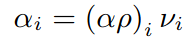 αᵢ = (αρ)ᵢ νᵢ